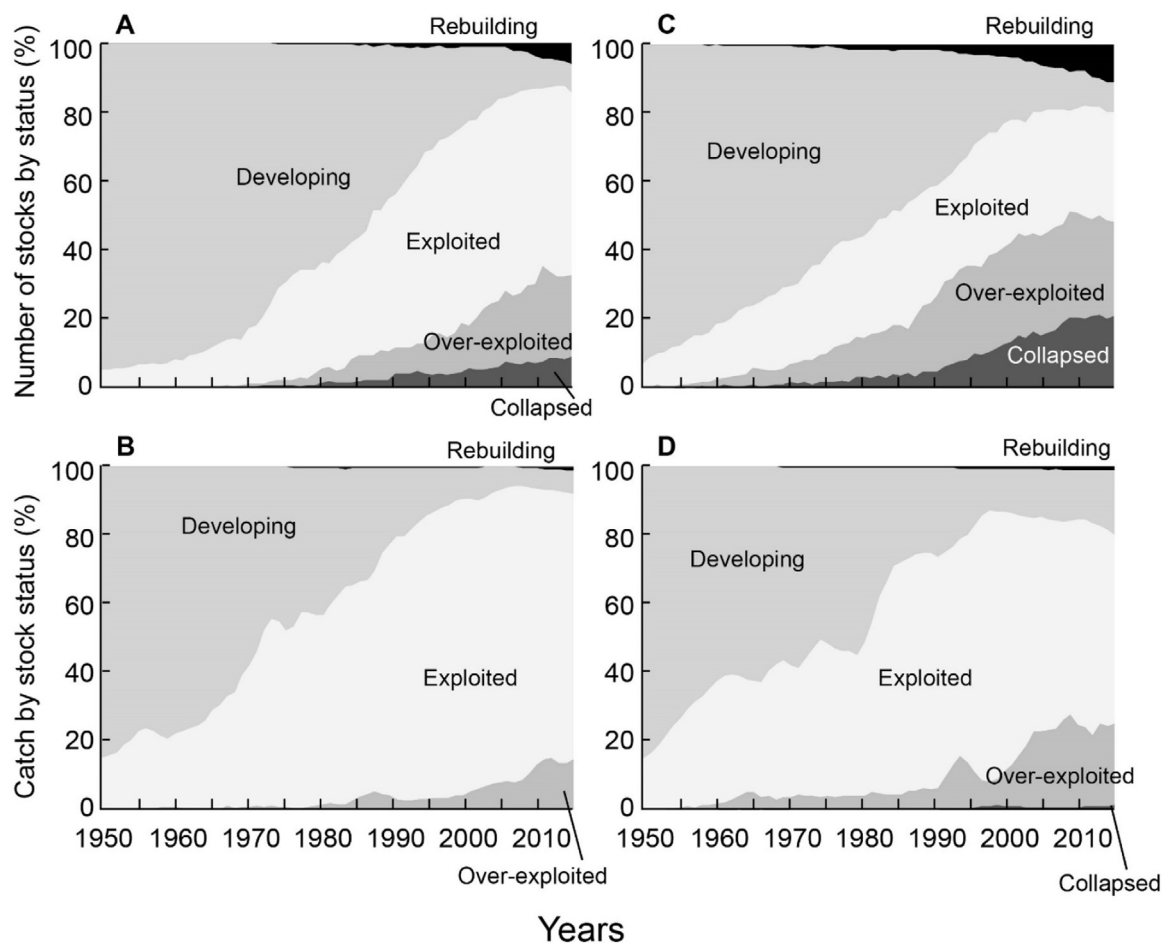 A
Rebuilding
C
Rebuilding
Number of stocks by status (%)
100
80
60
40
20
0
Developing
Exploited
Over-exploited
Collapsed
100
80
60
40
20
0
Developing
Exploited
Over-exploited
Collapsed
B
Rebuilding
D
Rebuilding
Catch by stock status (%)
100
80
60
40
20
0
Developing
Exploited
Over-exploited
100
80
60
40
20
0
Developing
Exploited
Over-exploited
Collapsed
1950 1960 1970 1980 1990 2000 2010
1950 1960 1970 1980 1990 2000 2010
Years